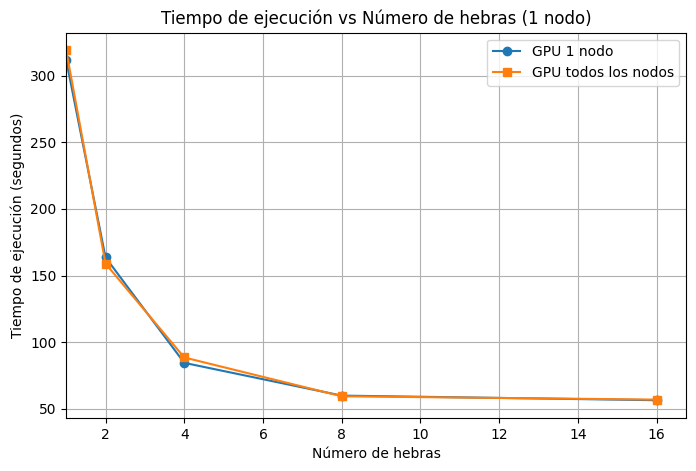 Tiempo de ejecución vs Número de hebras (1 nodo)
GPU 1 nodo
GPU todos los nodos
Tiempo de ejecución (segundos)
300
250
200
150
100
50
2 4 6 8 10 12 14 16
Número de hebras